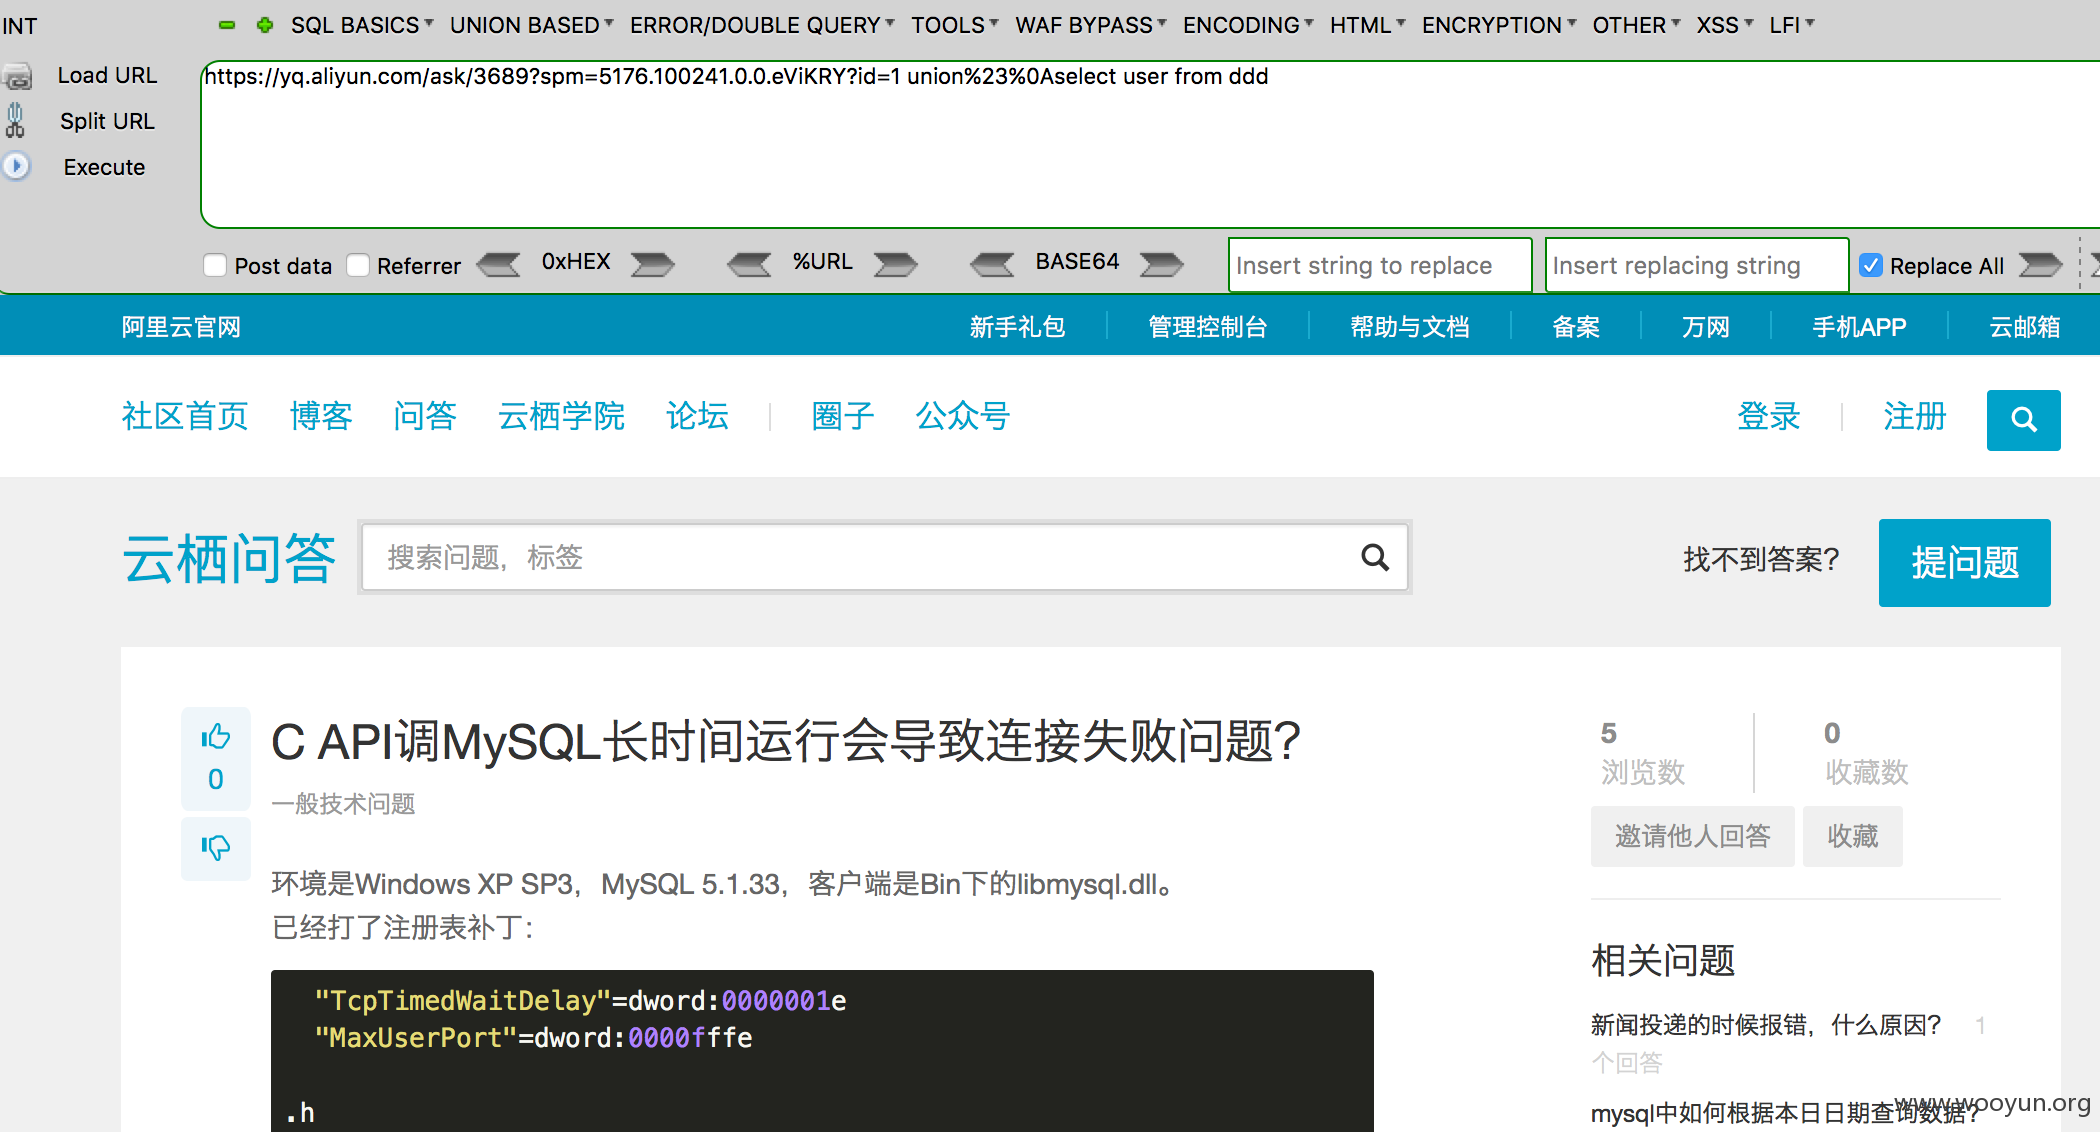 INT
SQL BASICS UNION BASED ERROR/DOUBLE QUERY TOOLS WAF BYPASS ENCODING HTML ENCRYPTION OTHER XSS LFI
Load URL
https://yq.aliyun.com/ask/3689?spm=5176.100241.0.0.eViKRY?id=1 union%23%0Aselect user from ddd
Split URL
Execute
Post data Referrer 0xHEX %URL BASE64 Insert string to replace Insert replacing string Replace All
阿里云官网 新手礼包 管理控制台 帮助与文档 备案 万网 手机APP 云邮箱
社区首页 博客 问答 云栖学院 论坛 圈子 公众号 登录 注册
云栖问答 搜索问题，标签 找不到答案? 提问题
0
C API调MySQL长时间运行会导致连接失败问题?
一般技术问题
环境是Windows XP SP3，MySQL 5.1.33，客户端是Bin下的libmysql.dll。
已经打了注册表补丁：
"TcpTimedWaitDelay"=dword:0000001e
"MaxUserPort"=dword:0000fffe
.h
5 0
浏览数 收藏数
邀请他人回答 收藏
相关问题
新闻投递的时候报错，什么原因? 1
个回答
mysql中如何根据本日日期查询数据?
www.wooyun.org